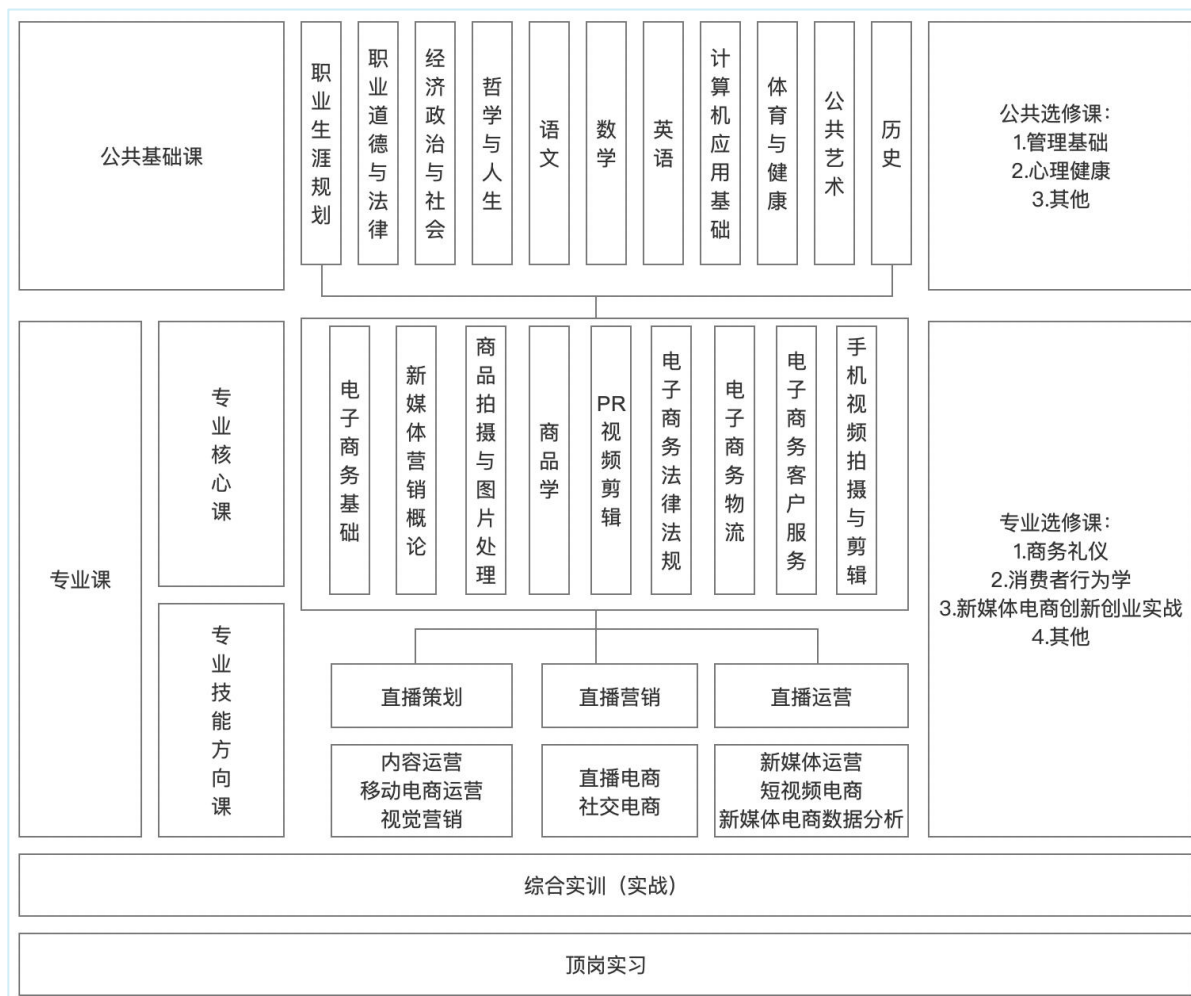 公共基础课
职业生涯规划
职业道德与法律
经济政治与社会
哲学与人生
语文
数学
英语
计算机应用基础
体育与健康
公共艺术
历史
公共选修课：
1.管理基础
2.心理健康
3.其他
专业课
专业核心课
电子商务基础
新媒体营销概论
商品拍摄与图片处理
商品学
PR视频剪辑
电子商务法律法规
电子商务物流
电子商务客户服务
手机视频拍摄与剪辑
专业选修课：
1.商务礼仪
2.消费者行为学
3.新媒体电商创新创业实战
4.其他
专业技能方向课
直播策划
直播营销
直播运营
内容运营
移动电商运营
视觉营销
直播电商
社交电商
新媒体运营
短视频电商
新媒体电商数据分析
综合实训（实战）
顶岗实习